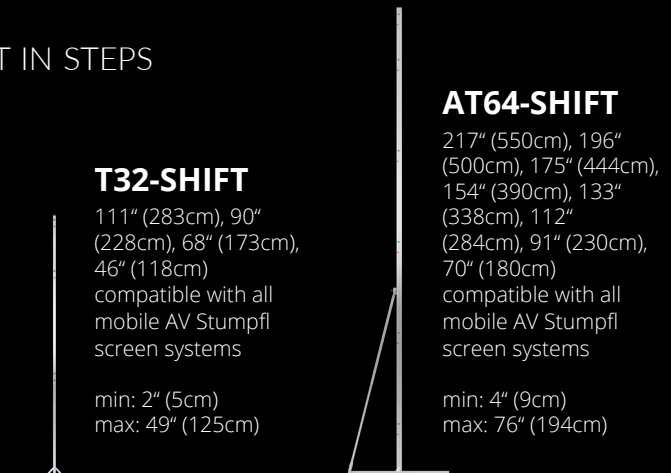 T IN STEPS
T32-SHIFT
111“ (283cm), 90“
(228cm), 68“ (173cm),
46“ (118cm)
compatible with all
mobile AV Stumpfl
screen systems
min: 2“ (5cm)
max: 49“ (125cm)
AT64-SHIFT
217“ (550cm), 196“
(500cm), 175“ (444cm),
154“ (390cm), 133“
(338cm), 112“
(284cm), 91“ (230cm),
70“ (180cm)
compatible with all
mobile AV Stumpfl
screen systems
min: 4“ (9cm)
max: 76“ (194cm)